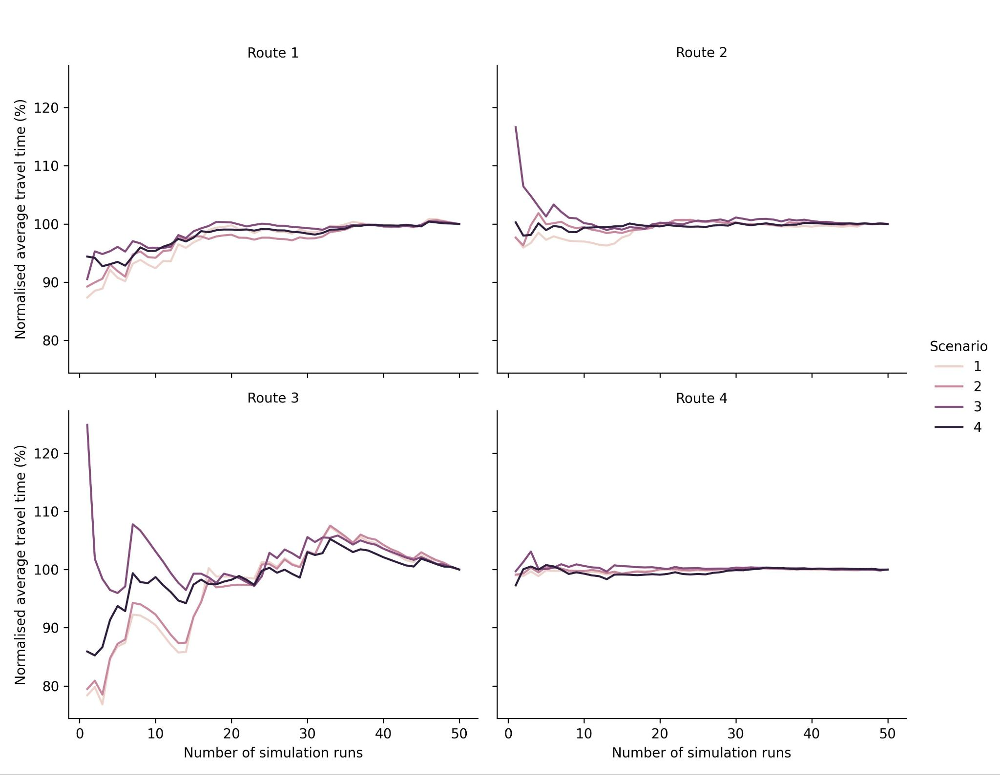 Route 1
Route 2
Normalised average travel time (%)
120
110
100
90
80
Route 3
Route 4
Normalised average travel time (%)
120
110
100
90
80
0 10 20 30 40 50
0 10 20 30 40 50
Number of simulation runs
Number of simulation runs
Scenario
1
2
3
4